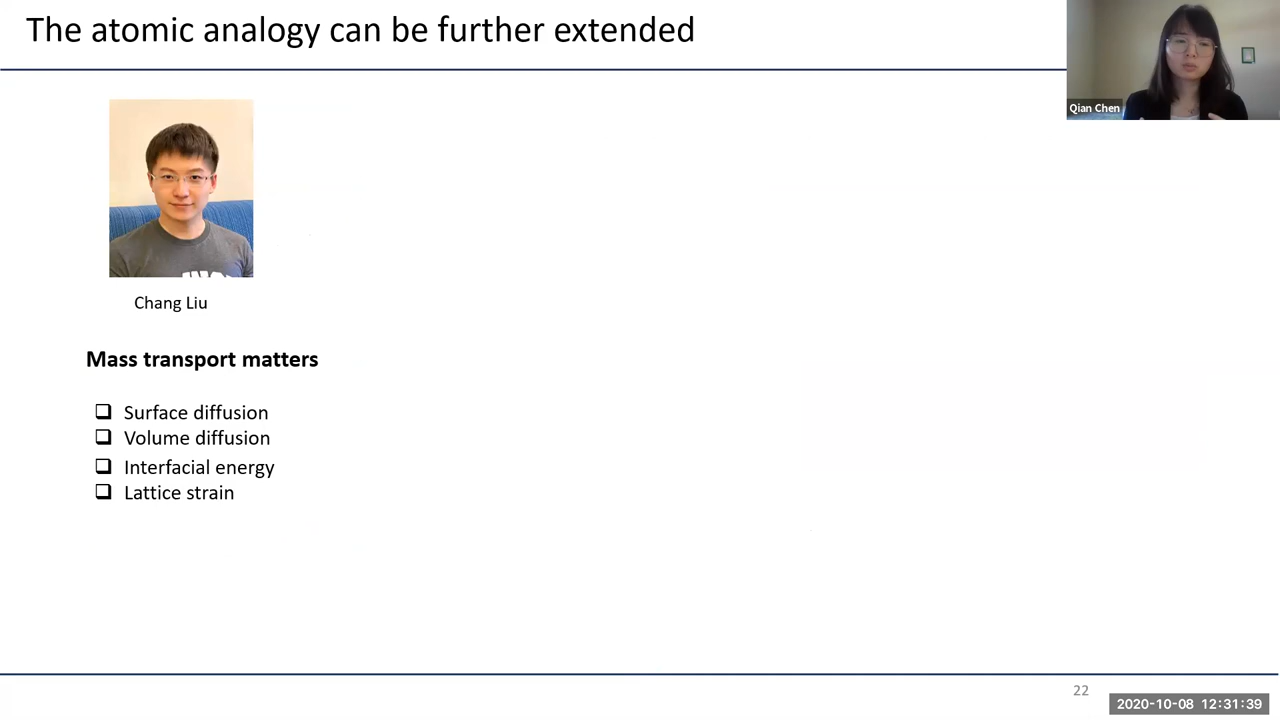 The atomic analogy can be further extended
Qian Chen
Chang Liu
Mass transport matters
Surface diffusion
Volume diffusion
Interfacial energy
Lattice strain
22
2020-10-08 12:31:39